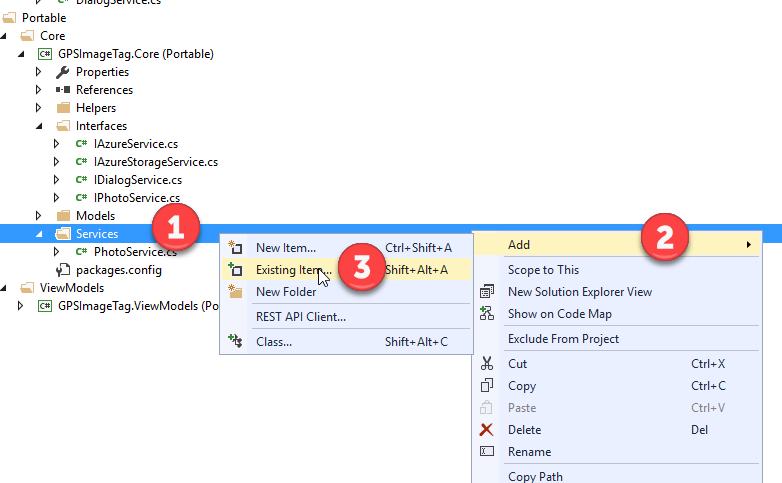 DialogService.cs
Portable
Core
C# GPSImageTag.Core (Portable)
Properties
References
Helpers
Interfaces
C# IAzureService.cs
C# IAzureStorageService.cs
C# IDialogService.cs
C# IPhotoService.cs
Models
1
Services
C# PhotoService.cs
packages.config
ViewModels
C# GPSImageTag.ViewModels (Po
New Item... Ctrl+Shift+A
Existing Item... 3 Shift+Alt+A
New Folder
REST API Client...
Class... Shift+Alt+C
Add 2
Scope to This
New Solution Explorer View
Show on Code Map
Exclude From Project
Cut Ctrl+X
Copy Ctrl+C
Paste Ctrl+V
Delete Del
Rename
Copy Path